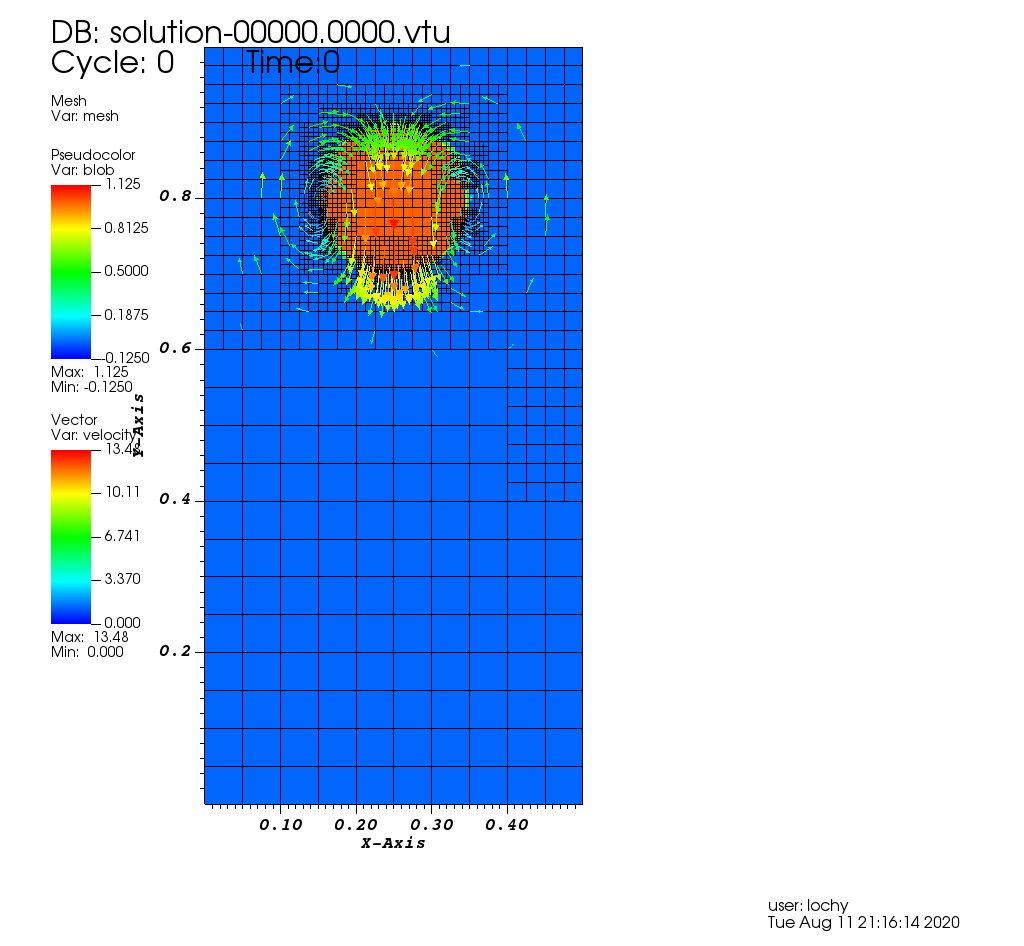 DB: solution-00000.0000.vtu
Cycle: 0 Time:0
Mesh
Var: mesh
Pseudocolor
Var: blob
1.125
0.8125
0.5000
0.1875
-0.1250
Max: 1.125
Min: -0.1250
Vector
Var: velocity
13.48
10.11
6.741
3.370
0.000
Max: 13.48
Min: 0.000
Y-Axis
0.8
0.6
0.4
0.2
0.10 0.20 0.30 0.40
X-Axis
user: lochy
Tue Aug 11 21:16:14 2020